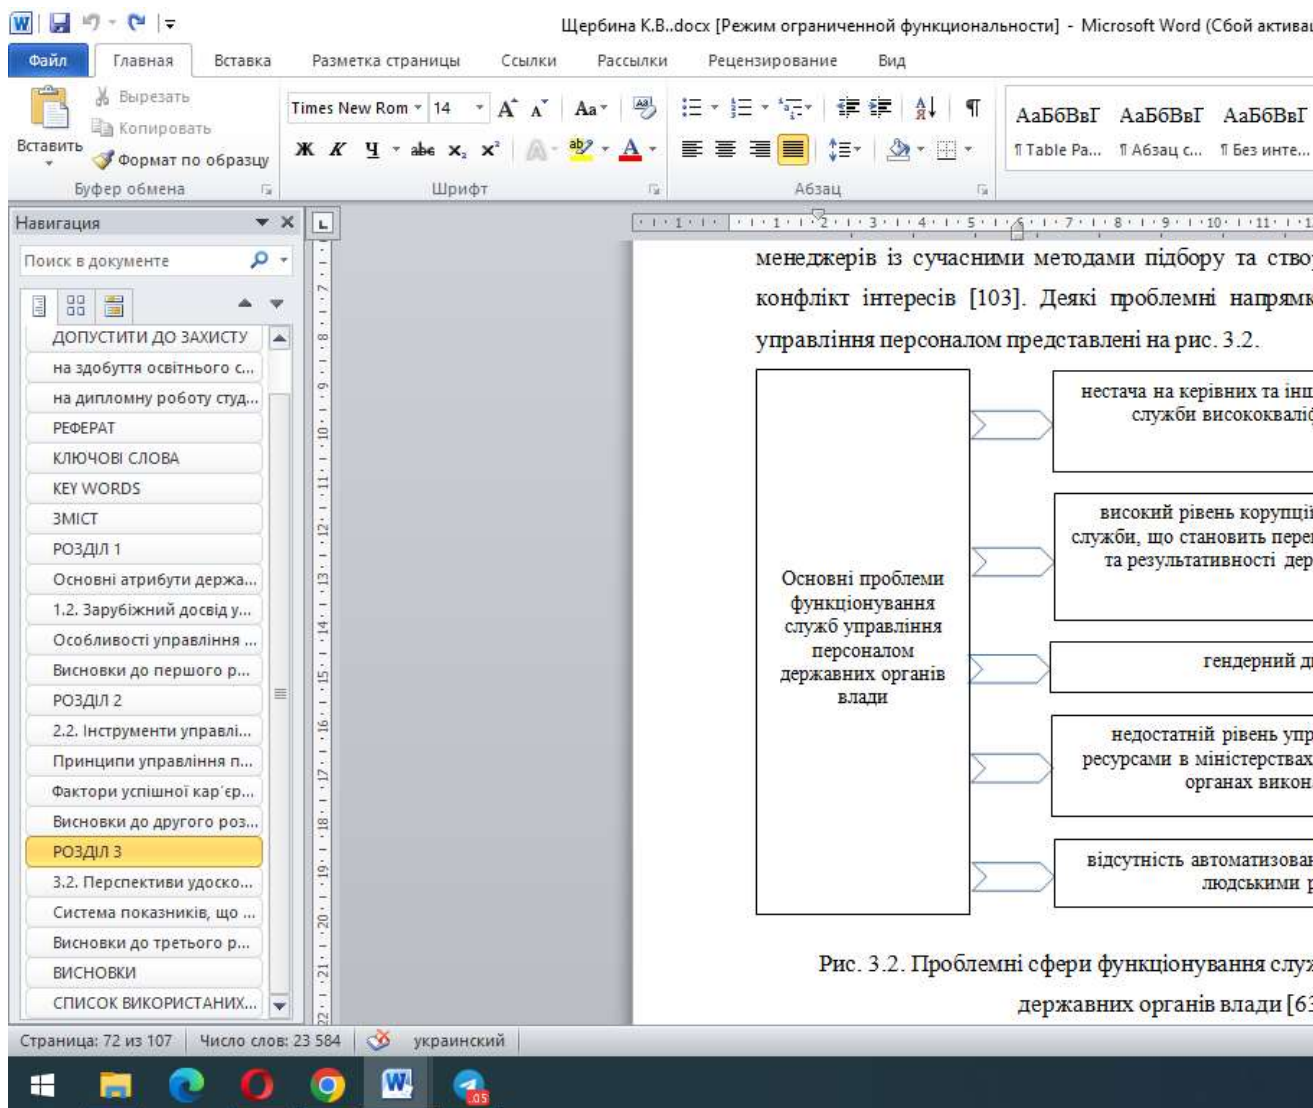 Щербина К.В..docx [Режим ограниченной функциональности] - Microsoft Word (Сбой актива
Файл Главная Вставка Разметка страницы Ссылки Рассылки Рецензирование Вид
Вставить
Вырезать
Копировать
Формат по образцу
Буфер обмена
Times New Rom 14
Ж К Ч abe x₂ x²
Шрифт
Абзац
АаБбВвГ АаБбВвГ АаБбВвГ
¶ Table Pa... ¶ Абзац с... ¶ Без инте...
Навигация
Поиск в документе
ДОПУСТИТИ ДО ЗАХИСТУ
на здобуття освітнього с...
на дипломну роботу студ...
РЕФЕРАТ
КЛЮЧОВІ СЛОВА
KEY WORDS
ЗМІСТ
РОЗДІЛ 1
Основні атрибути держа...
1.2. Зарубіжний досвід у...
Особливості управління ...
Висновки до першого р...
РОЗДІЛ 2
2.2. Інструменти управлі...
Принципи управління п...
Фактори успішної кар’єр...
Висновки до другого роз...
РОЗДІЛ 3
3.2. Перспективи удоско...
Система показників, що ...
Висновки до третього р...
ВИСНОВКИ
СПИСОК ВИКОРИСТАНИХ...
менеджерів із сучасними методами підбору та ство
конфлікт інтересів [103]. Деякі проблемні напрямк
управління персоналом представлені на рис. 3.2.
Основні проблеми
функціонування
служб управління
персоналом
державних органів
влади
нестача на керівних та інш
служби висококваліф
високий рівень корупції
служби, що становить пере
та результативності дер
гендерний ди
недостатній рівень упр
ресурсами в міністерствах
органах викон
відсутність автоматизован
людськими р
Рис. 3.2. Проблемні сфери функціонування служ
державних органів влади [63
Страница: 72 из 107 Число слов: 23 584 украинский
.05